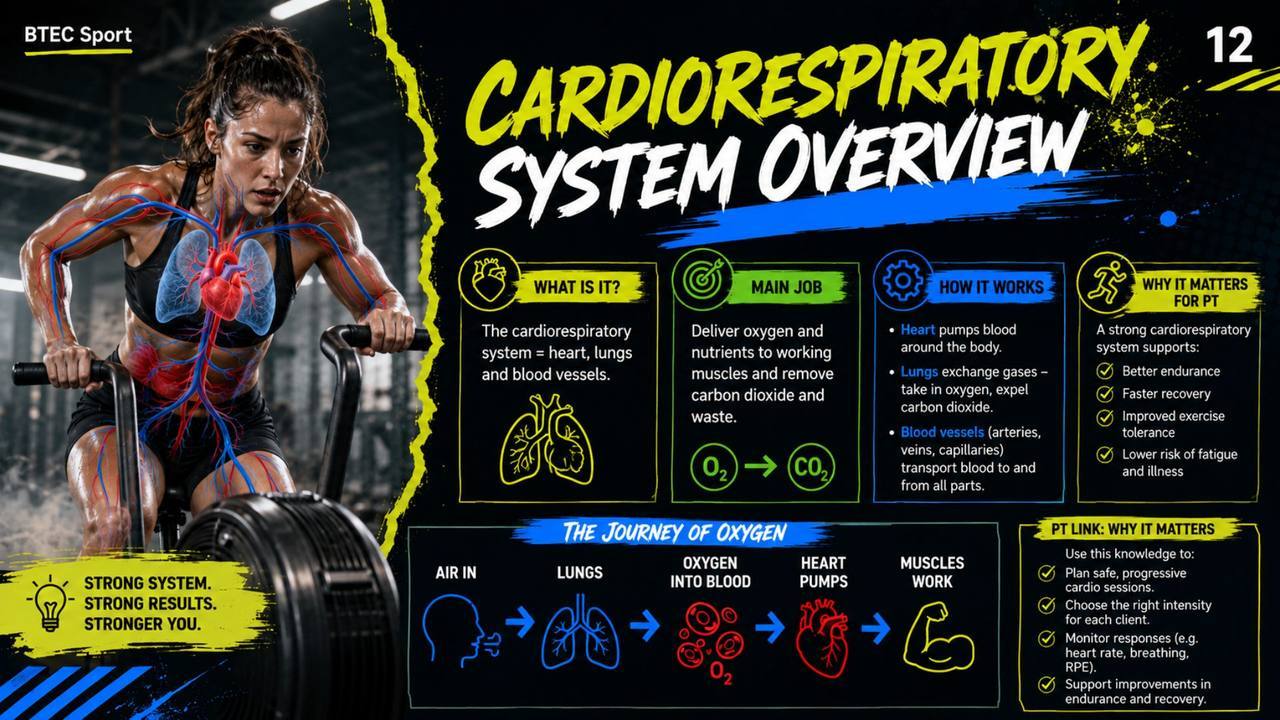 BTEC Sport
12
CARDIORESPIRATORY
SYSTEM OVERVIEW
WHAT IS IT?
The cardiorespiratory
system = heart, lungs
and blood vessels.
MAIN JOB
Deliver oxygen and
nutrients to working
muscles and remove
carbon dioxide and
waste.
O₂ → CO₂
HOW IT WORKS
• Heart pumps blood
around the body.
• Lungs exchange gases –
take in oxygen, expel
carbon dioxide.
• Blood vessels (arteries,
veins, capillaries)
transport blood to and
from all parts.
WHY IT MATTERS
FOR PT
A strong cardiorespiratory
system supports:
Better endurance
Faster recovery
Improved exercise
tolerance
Lower risk of fatigue
and illness
STRONG SYSTEM.
STRONG RESULTS.
STRONGER YOU.
THE JOURNEY OF OXYGEN
AIR IN
LUNGS
OXYGEN
INTO BLOOD
O₂
HEART
PUMPS
MUSCLES
WORK
PT LINK: WHY IT MATTERS
Use this knowledge to:
Plan safe, progressive
cardio sessions.
Choose the right intensity
for each client.
Monitor responses (e.g.
heart rate, breathing,
RPE).
Support improvements in
endurance and recovery.